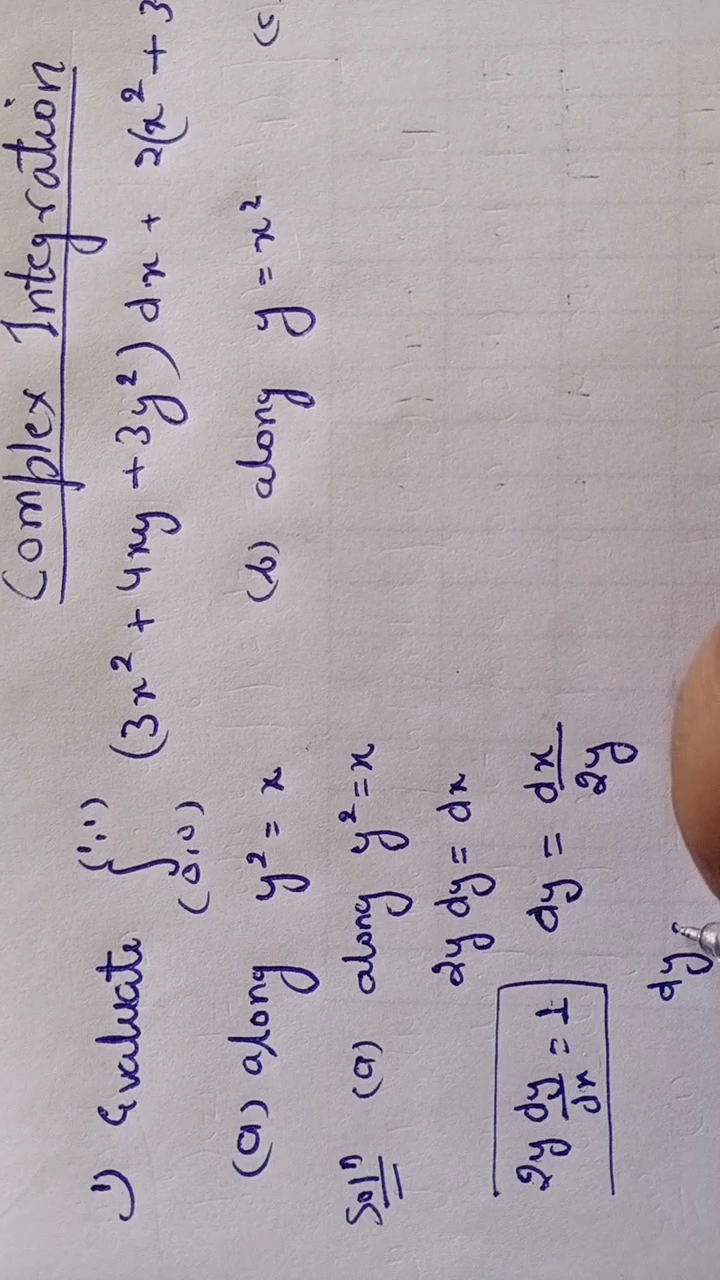 Complex Integration
1) Evaluate ∫_(0,0)^(1,1) (3x² + 4xy + 3y²) dx + 2(x² + 3
(a) along y² = x (b) along y = x² (c
Solⁿ (a) along y² = x
2y dy = dx
2y dy/dx = 1 dy = dx/2y
dy